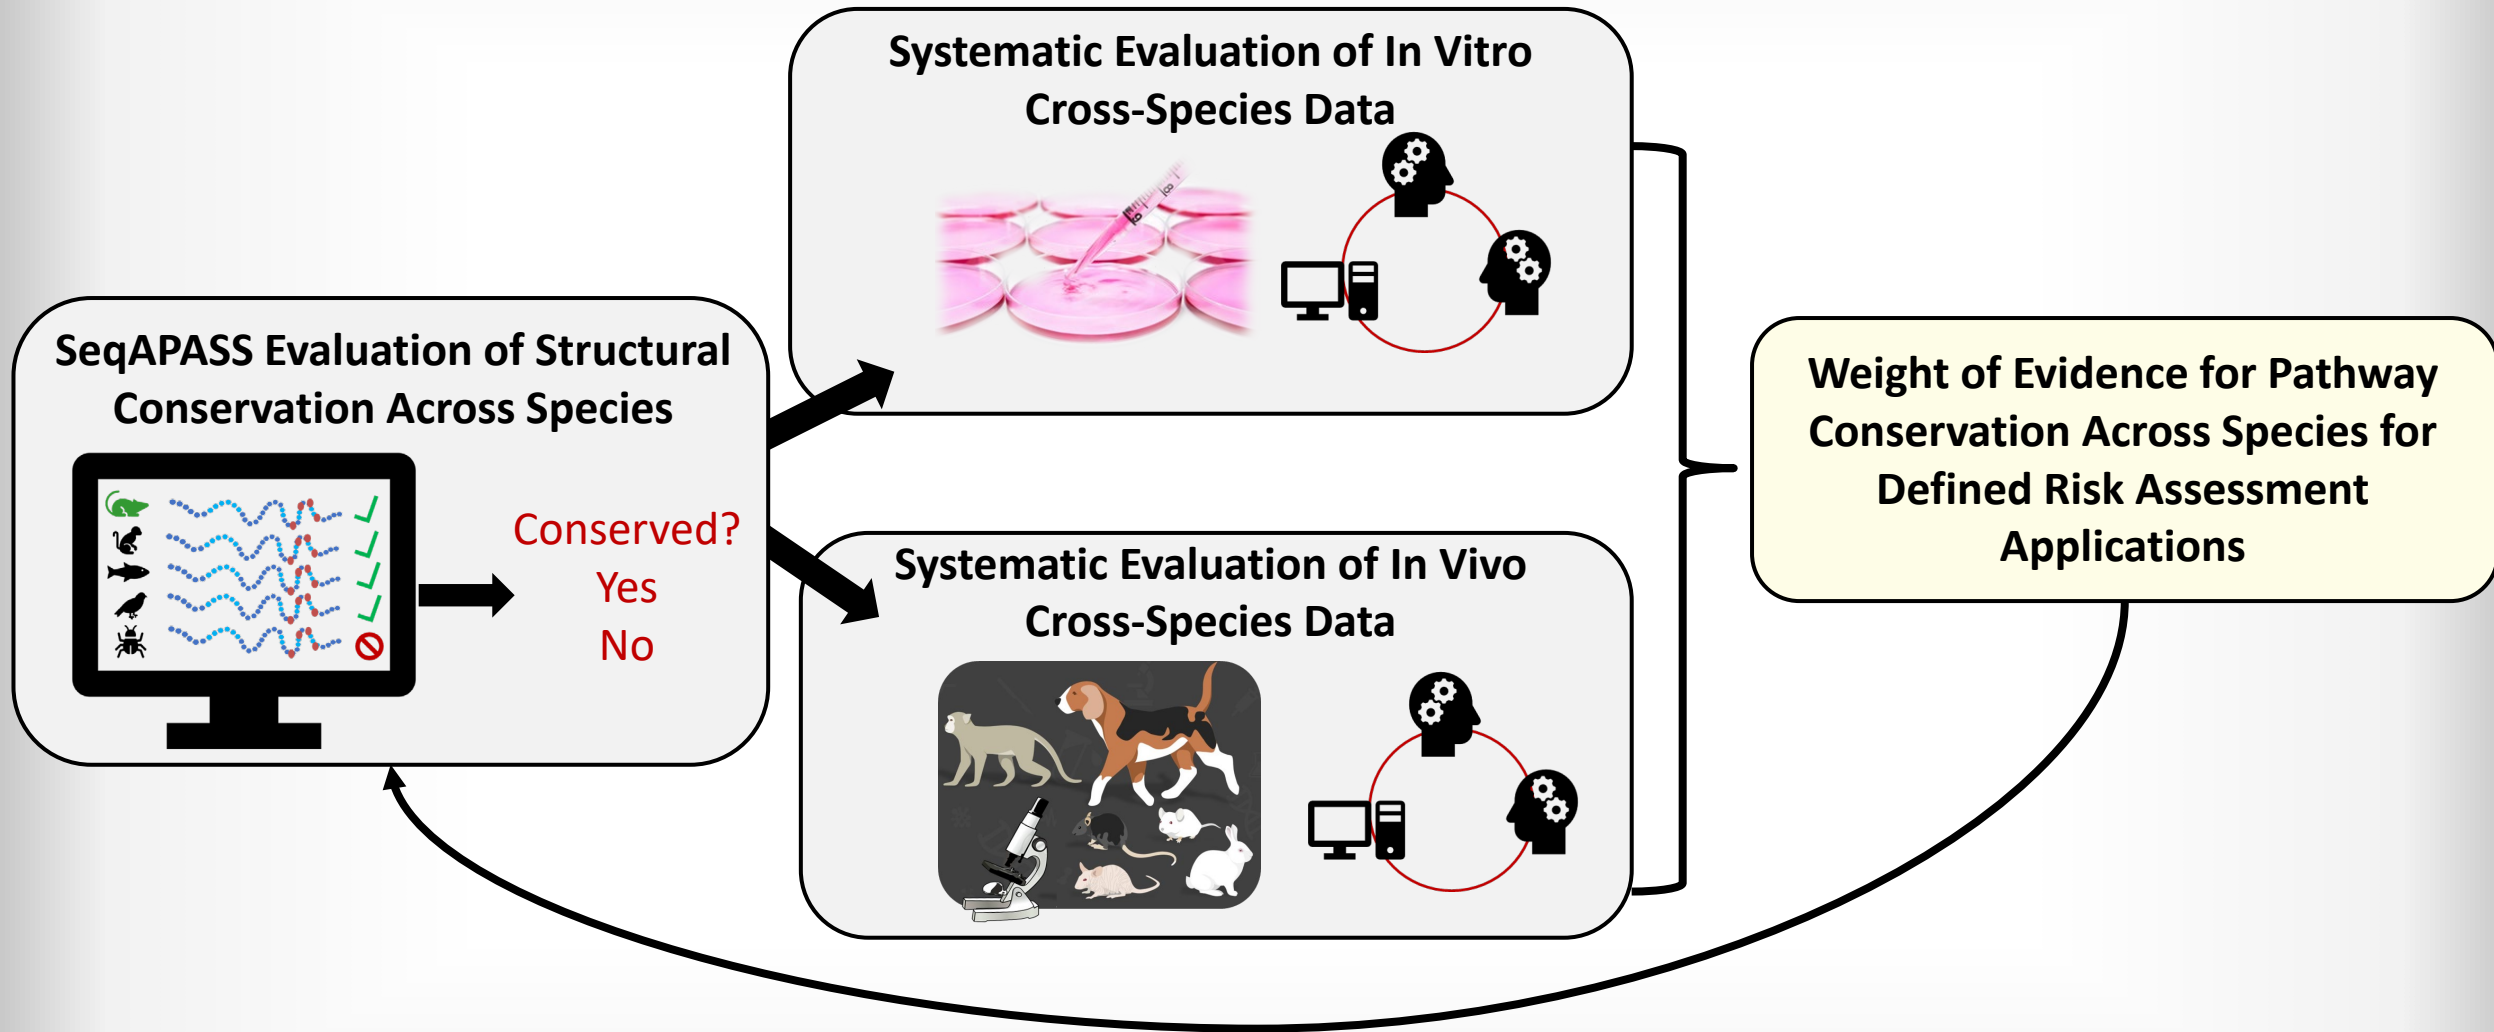 Systematic Evaluation of In Vitro
Cross-Species Data
SeqAPASS Evaluation of Structural
Conservation Across Species
Conserved?
Yes
No
Systematic Evaluation of In Vivo
Cross-Species Data
Weight of Evidence for Pathway
Conservation Across Species for
Defined Risk Assessment
Applications